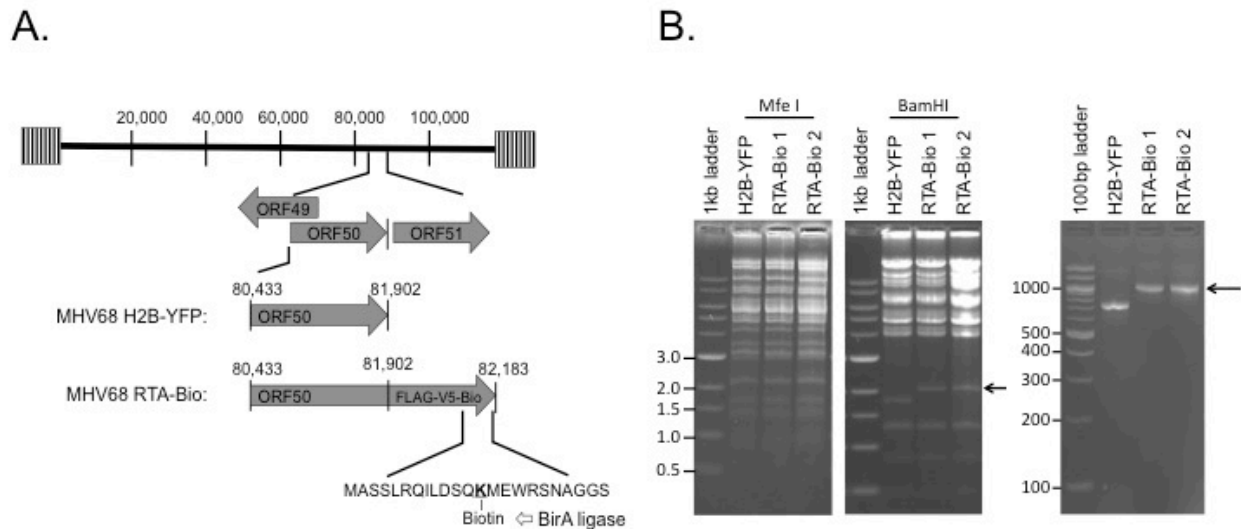 A.
20,000 40,000 60,000 80,000 100,000
ORF49
ORF50 ORF51
80,433 81,902
MHV68 H2B-YFP: ORF50
80,433 81,902 82,183
MHV68 RTA-Bio: ORF50 FLAG-V5-Bio
MASSLRQILDSQKMEWRSNAGGS
Biotin ⇦ BirA ligase
B.
Mfe I
1kb ladder
H2B-YFP
RTA-Bio 1
RTA-Bio 2
3.0
2.0
1.5
1.0
0.5
BamHI
1kb ladder
H2B-YFP
RTA-Bio 1
RTA-Bio 2
100bp ladder
H2B-YFP
RTA-Bio 1
RTA-Bio 2
1000
500
400
300
200
100